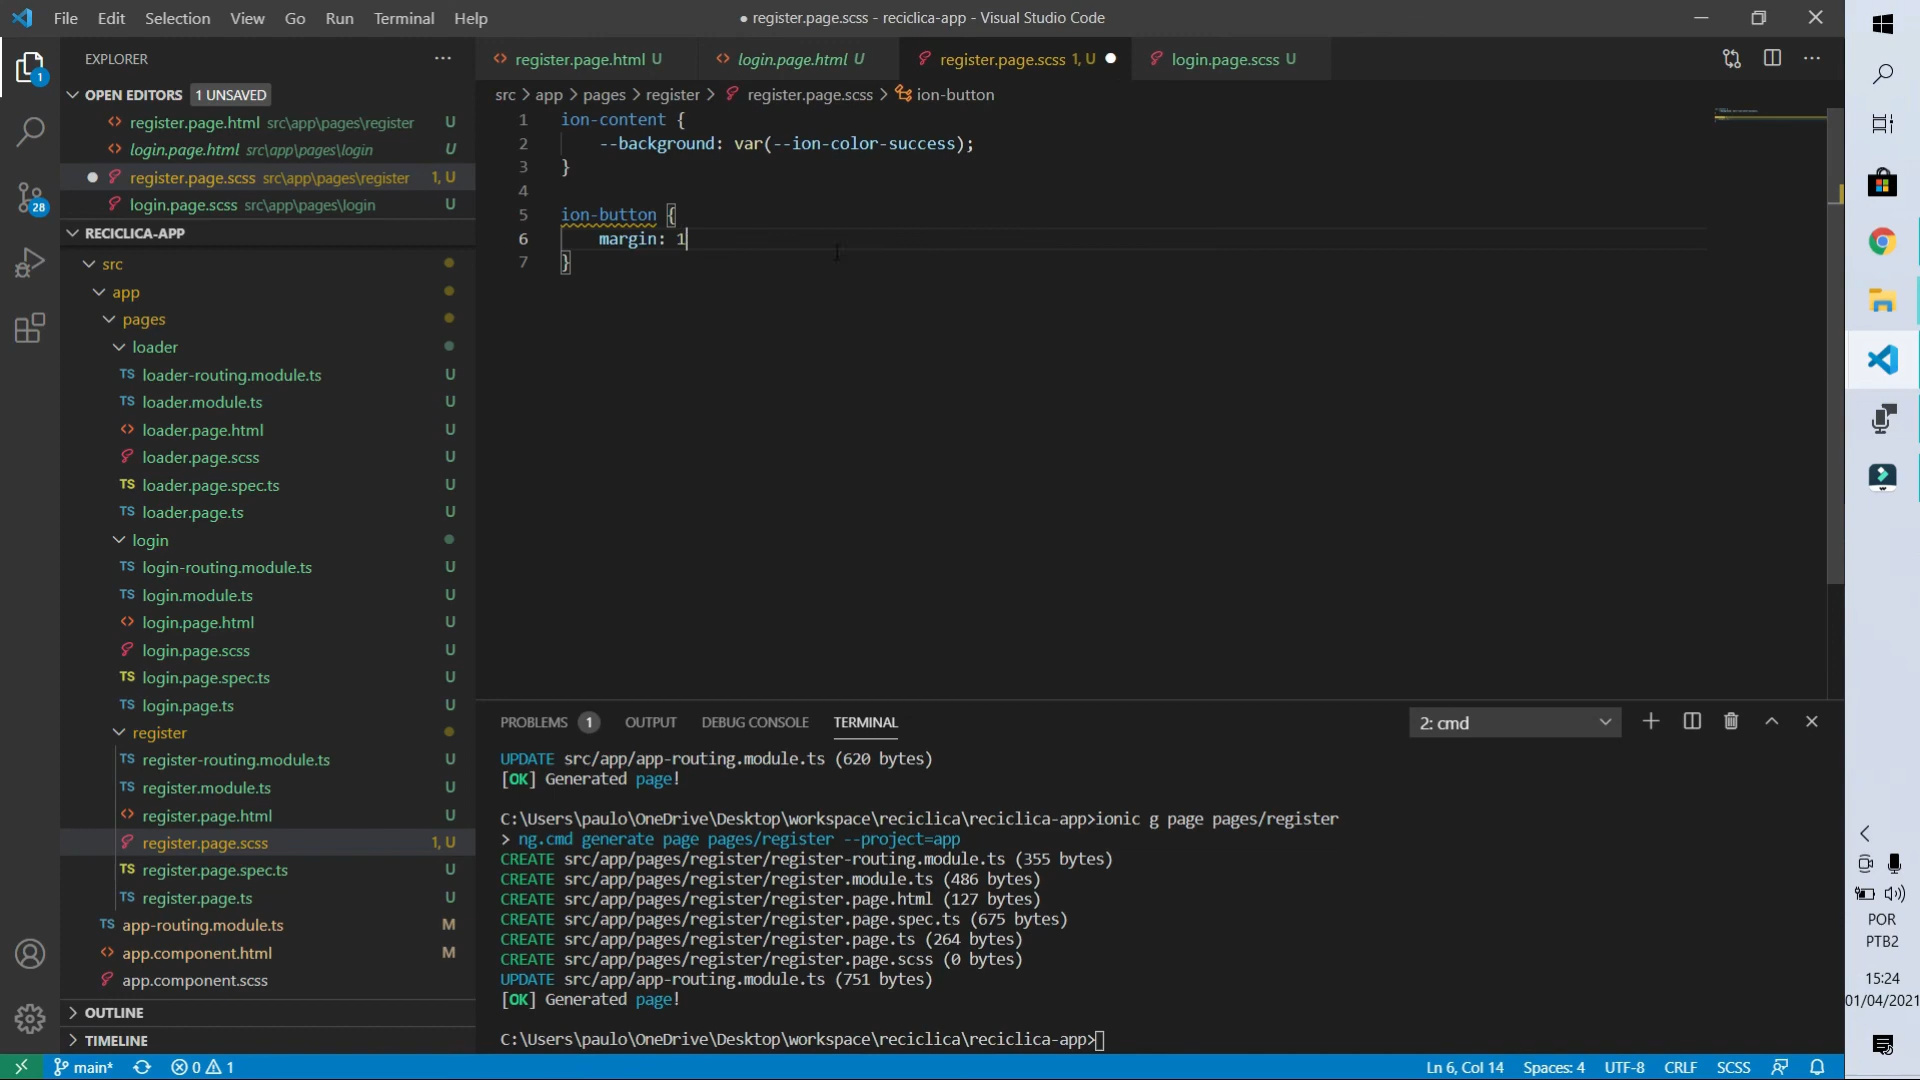 File Edit Selection View Go Run Terminal Help
● register.page.scss - reciclica-app - Visual Studio Code
EXPLORER
register.page.html U
login.page.html U
register.page.scss 1, U
login.page.scss U
OPEN EDITORS 1 UNSAVED
src > app > pages > register > register.page.scss > ion-button
register.page.html src\app\pages\register U
login.page.html src\app\pages\login U
register.page.scss src\app\pages\register 1, U
login.page.scss src\app\pages\login U
1 ion-content {
2 --background: var(--ion-color-success);
3 }
4
5 ion-button {
6 margin: 1
7 }
1
28
RECICLICA-APP
src
app
pages
loader
TS loader-routing.module.ts U
TS loader.module.ts U
loader.page.html U
loader.page.scss U
TS loader.page.spec.ts U
TS loader.page.ts U
login
TS login-routing.module.ts U
TS login.module.ts U
login.page.html U
login.page.scss U
TS login.page.spec.ts U
TS login.page.ts U
register
TS register-routing.module.ts U
TS register.module.ts U
register.page.html U
register.page.scss 1, U
TS register.page.spec.ts U
TS register.page.ts U
TS app-routing.module.ts M
app.component.html M
app.component.scss
OUTLINE
TIMELINE
PROBLEMS 1 OUTPUT DEBUG CONSOLE TERMINAL
2: cmd
UPDATE src/app/app-routing.module.ts (620 bytes)
[OK] Generated page!
C:\Users\paulo\OneDrive\Desktop\workspace\reciclica\reciclica-app>ionic g page pages/register
> ng.cmd generate page pages/register --project=app
CREATE src/app/pages/register/register-routing.module.ts (355 bytes)
CREATE src/app/pages/register/register.module.ts (486 bytes)
CREATE src/app/pages/register/register.page.html (127 bytes)
CREATE src/app/pages/register/register.page.spec.ts (675 bytes)
CREATE src/app/pages/register/register.page.ts (264 bytes)
CREATE src/app/pages/register/register.page.scss (0 bytes)
UPDATE src/app/app-routing.module.ts (751 bytes)
[OK] Generated page!
C:\Users\paulo\OneDrive\Desktop\workspace\reciclica\reciclica-app>
main* 0 1
Ln 6, Col 14 Spaces: 4 UTF-8 CRLF SCSS
POR
PTB2
15:24
01/04/2021